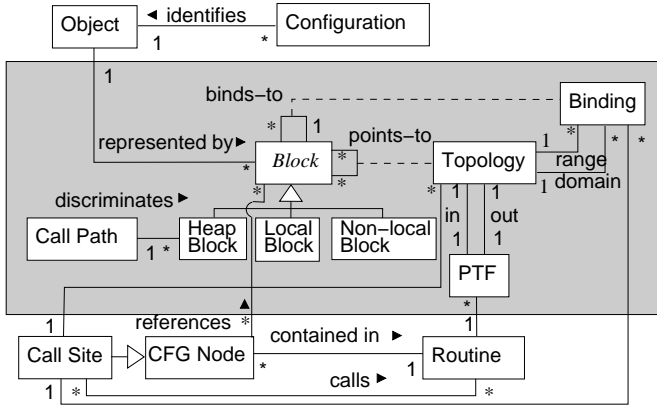 Object
◄ identifies
Configuration
1
*
1
binds–to
Binding
*
1
points–to
*
*
*
represented by►
Block
*
Topology
1
range
*
*
*
*
1
domain
discriminates ►
1
1
Call Path
Heap
Block
Local
Block
Non–local
Block
in
out
1
*
1
1
PTF
▲
*
1
references
*
contained in ►
1
Call Site
CFG Node
*
1
Routine
calls ►
1
*
*